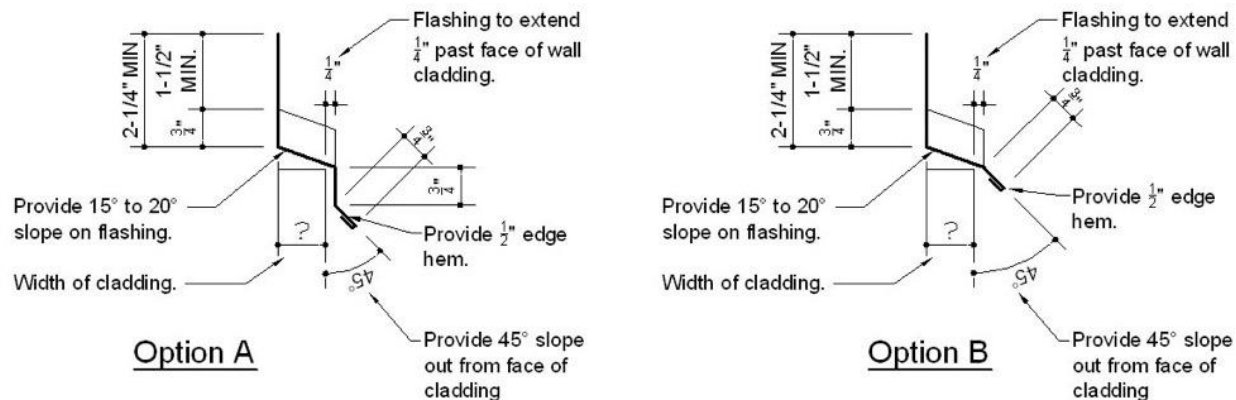 Flashing to extend
1/4" past face of wall
cladding.
1/4"
2-1/4" MIN
1-1/2"
MIN.
3/4"
3/4"
3/4"
Provide 15° to 20°
slope on flashing.
?
Provide 1/2" edge
hem.
Width of cladding.
45°
Provide 45° slope
out from face of
cladding
Option A
Flashing to extend
1/4" past face of wall
cladding.
1/4"
2-1/4" MIN
1-1/2"
MIN.
3/4"
3/4"
Provide 15° to 20°
slope on flashing.
?
Provide 1/2" edge
hem.
Width of cladding.
45°
Provide 45° slope
out from face of
cladding
Option B